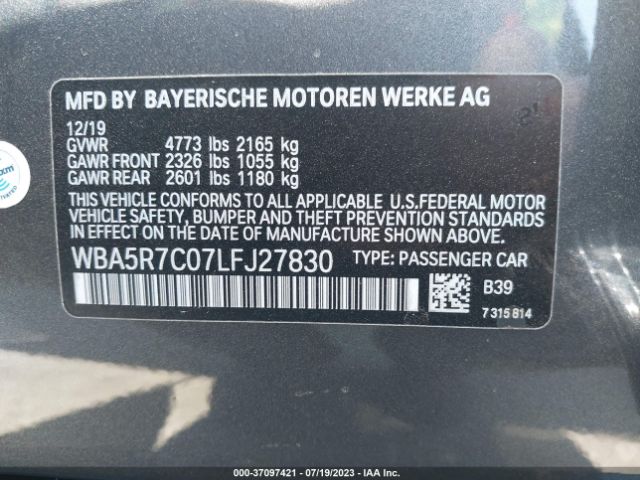 MFD BY BAYERISCHE MOTOREN WERKE AG
12/19
GVWR 4773 lbs 2165 kg
GAWR FRONT 2326 lbs 1055 kg
GAWR REAR 2601 lbs 1180 kg
THIS VEHICLE CONFORMS TO ALL APPLICABLE U.S.FEDERAL MOTOR
VEHICLE SAFETY, BUMPER AND THEFT PREVENTION STANDARDS
IN EFFECT ON THE DATE OF MANUFACTURE SHOWN ABOVE.
WBA5R7C07LFJ27830 TYPE: PASSENGER CAR
B39
7315814
000-37097421 - 07/19/2023 - IAA Inc.